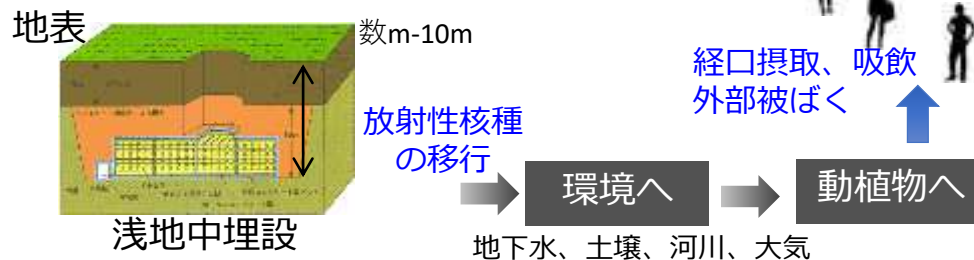 地表
数m-10m
経口摂取、吸飲
外部被ばく
放射性核種
の移行
環境へ
動植物へ
浅地中埋設
地下水、土壌、河川、大気